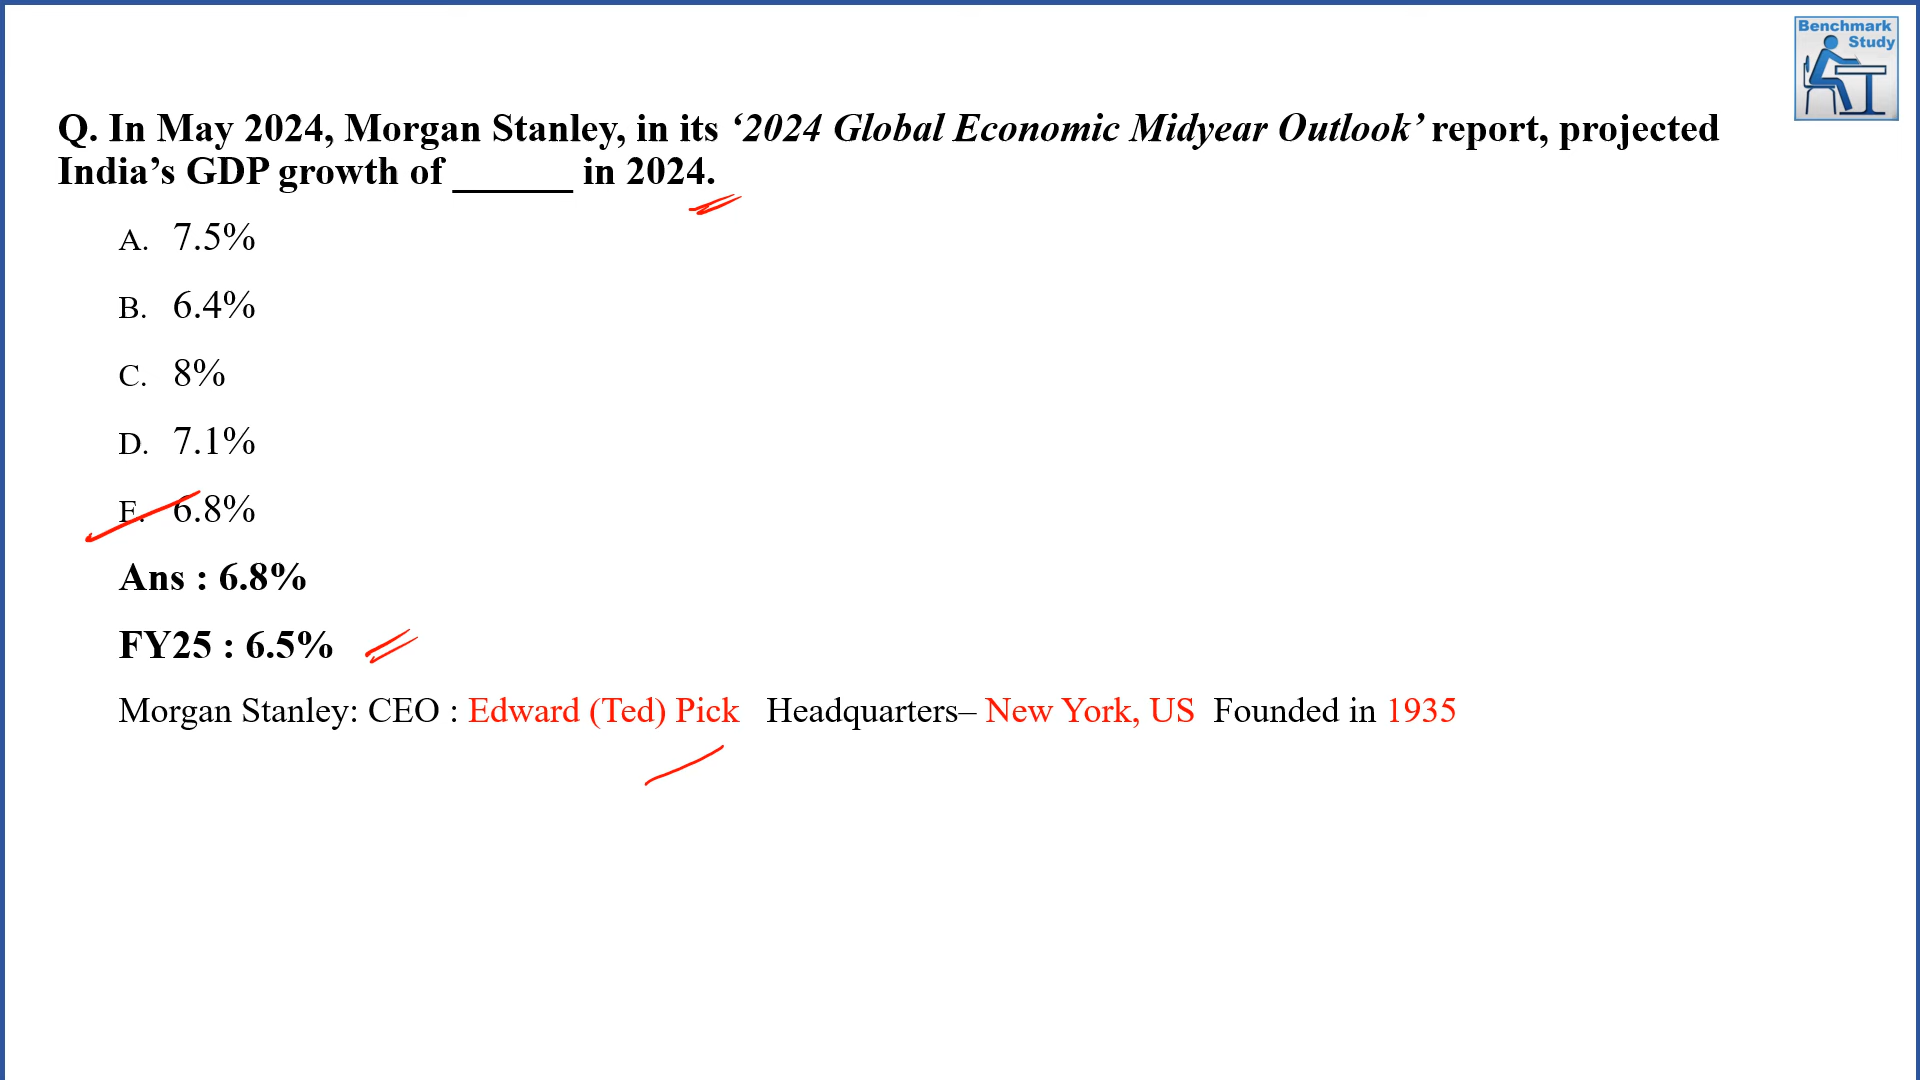 Benchmark
Study
Q. In May 2024, Morgan Stanley, in its ‘2024 Global Economic Midyear Outlook’ report, projected
India’s GDP growth of ______ in 2024.
A. 7.5%
B. 6.4%
C. 8%
D. 7.1%
E. 6.8%
Ans : 6.8%
FY25 : 6.5%
Morgan Stanley: CEO : Edward (Ted) Pick Headquarters– New York, US Founded in 1935